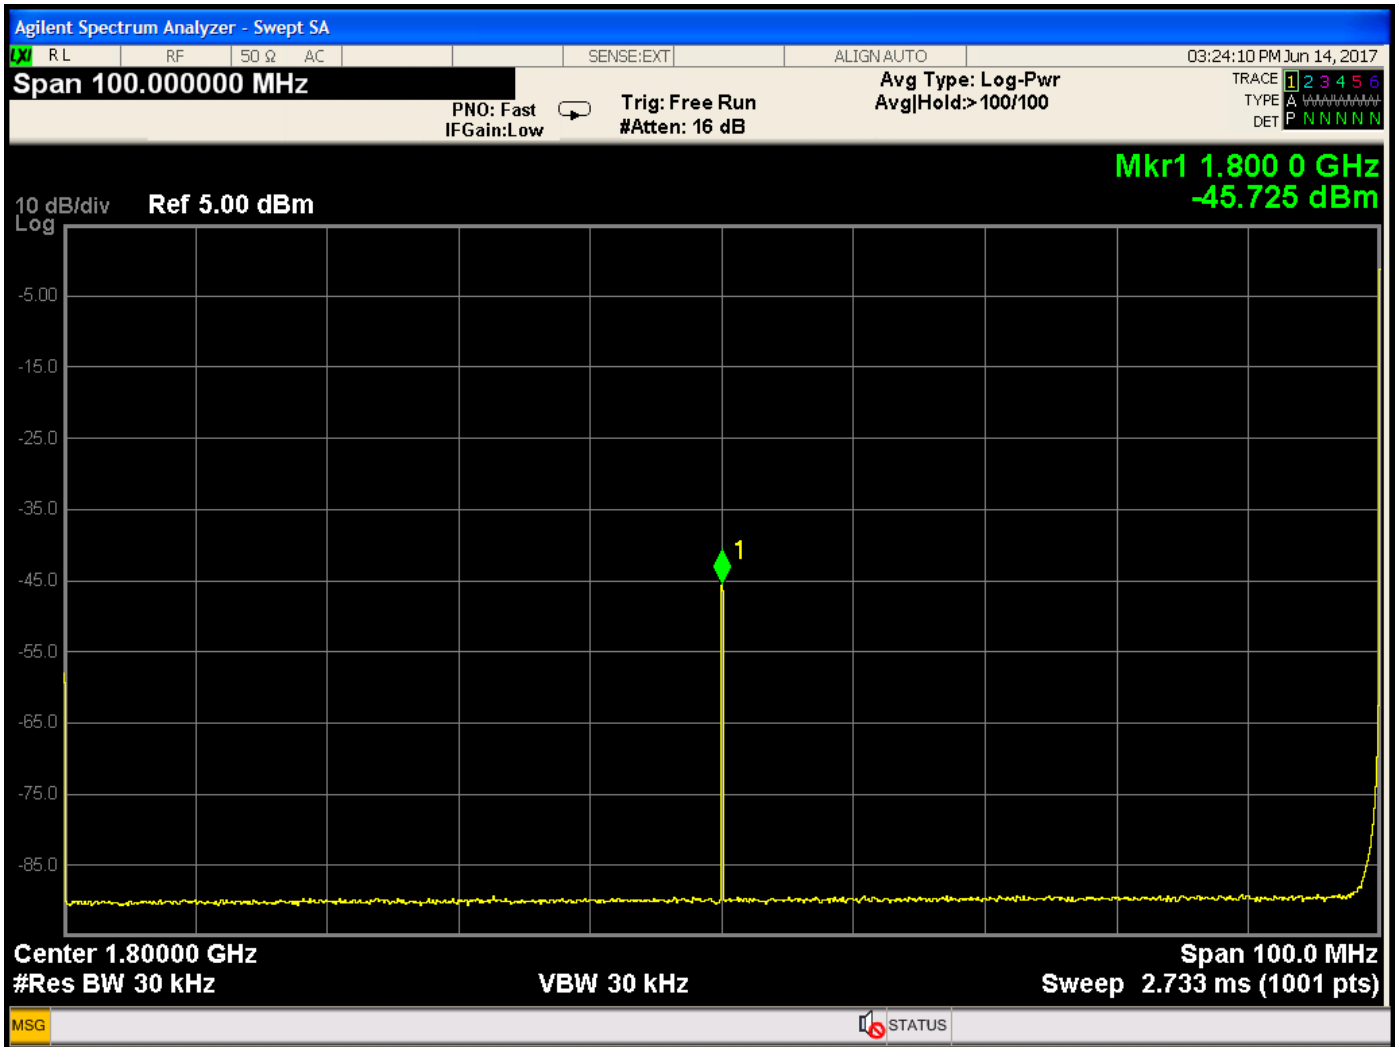 Agilent Spectrum Analyzer - Swept SA
LXI RL RF 50 Ω AC SENSE:EXT ALIGN AUTO 03:24:10 PM Jun 14, 2017
Span 100.000000 MHz
PNO: Fast
IFGain:Low
Trig: Free Run
#Atten: 16 dB
Avg Type: Log-Pwr
Avg|Hold:>100/100
TRACE 1 2 3 4 5 6
TYPE A WWWWW
DET P N N N N N
Mkr1 1.800 0 GHz
-45.725 dBm
10 dB/div Ref 5.00 dBm
Log
-5.00
-15.0
-25.0
-35.0
1
-45.0
-55.0
-65.0
-75.0
-85.0
Center 1.80000 GHz Span 100.0 MHz
#Res BW 30 kHz VBW 30 kHz Sweep 2.733 ms (1001 pts)
MSG STATUS